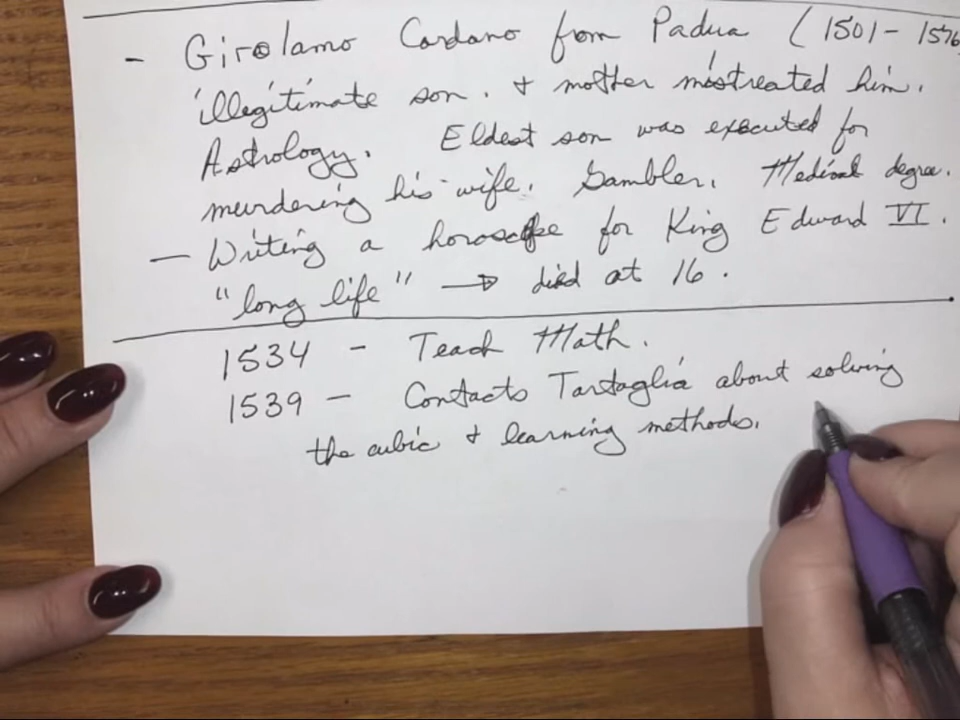 - Girolamo Cardano from Padua (1501 - 1576
illegitimate son. & mother mistreated him.
Astrology. Eldest son was executed for
murdering his wife. Gambler. Medical degree.
- Writing a for King Edward VI.
"long life" → died at 16.
1534 - Teach Math.
1539 - Contacts Tartaglia about solving
the cubic & learning methods.